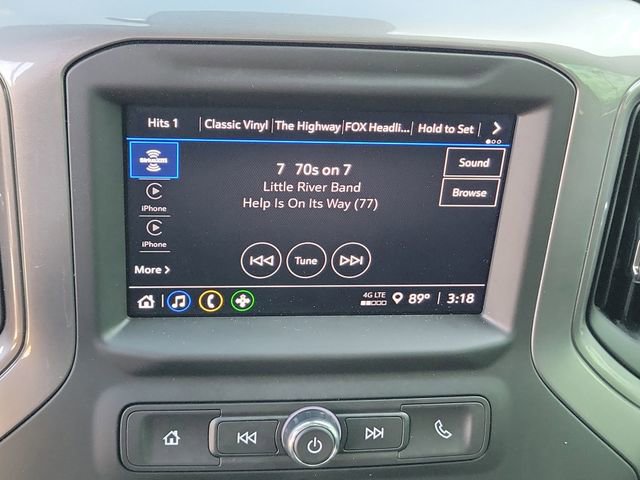 Hits 1 Classic Vinyl The Highway FOX Headli... Hold to Set
SiriusXM
7 70s on 7
Sound
Little River Band
Browse
Help Is On Its Way (77)
iPhone
iPhone
Tune
More
4G LTE
89° 3:18